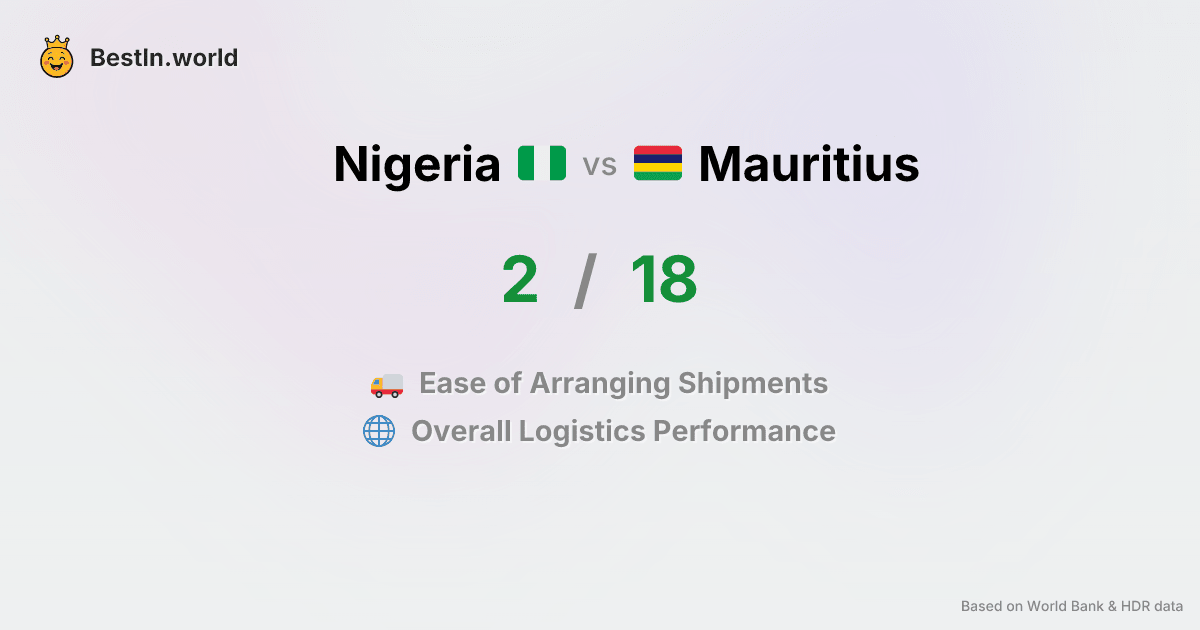 BestIn.world
Nigeria vs Mauritius
2 / 18
Ease of Arranging Shipments
Overall Logistics Performance
Based on World Bank & HDR data